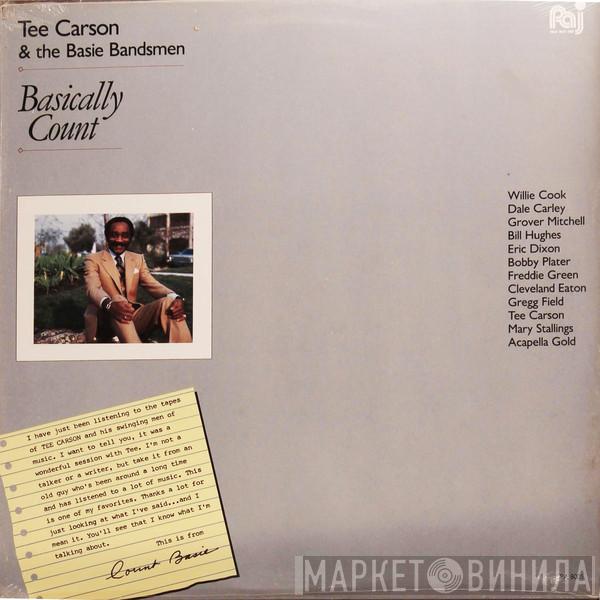 Tee Carson
& the Basie Bandsmen
Basically
Count
Paj
Willie Cook
Dale Carley
Grover Mitchell
Bill Hughes
Eric Dixon
Bobby Plater
Freddie Green
Cleveland Eaton
Gregg Field
Tee Carson
Mary Stallings
Acapella Gold
I have just been listening to the tapes
of TEE CARSON and his swinging men of
music. I want to tell you, it was a
wonderful session with Tee. I'm not a
talker or a writer, but take it from an
old guy who's been around a long time
and has listened to a lot of music. This
is one of my favorites. Thanks a lot for
just looking at what I've said...and I
mean it. You'll see that I know what I'm
talking about. This is from
Count Basie
МАРКЕТ ВИНИЛА